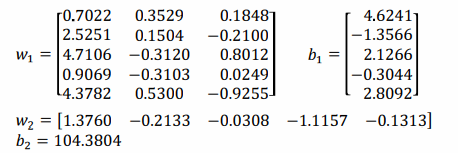 w₁ = [0.7022 0.3529 0.1848
2.5251 0.1504 −0.2100
4.7106 −0.3120 0.8012
0.9069 −0.3103 0.0249
4.3782 0.5300 −0.9255] b₁ = [4.6241
−1.3566
2.1266
−0.3044
2.8092]
w₂ = [1.3760 −0.2133 −0.0308 −1.1157 −0.1313]
b₂ = 104.3804